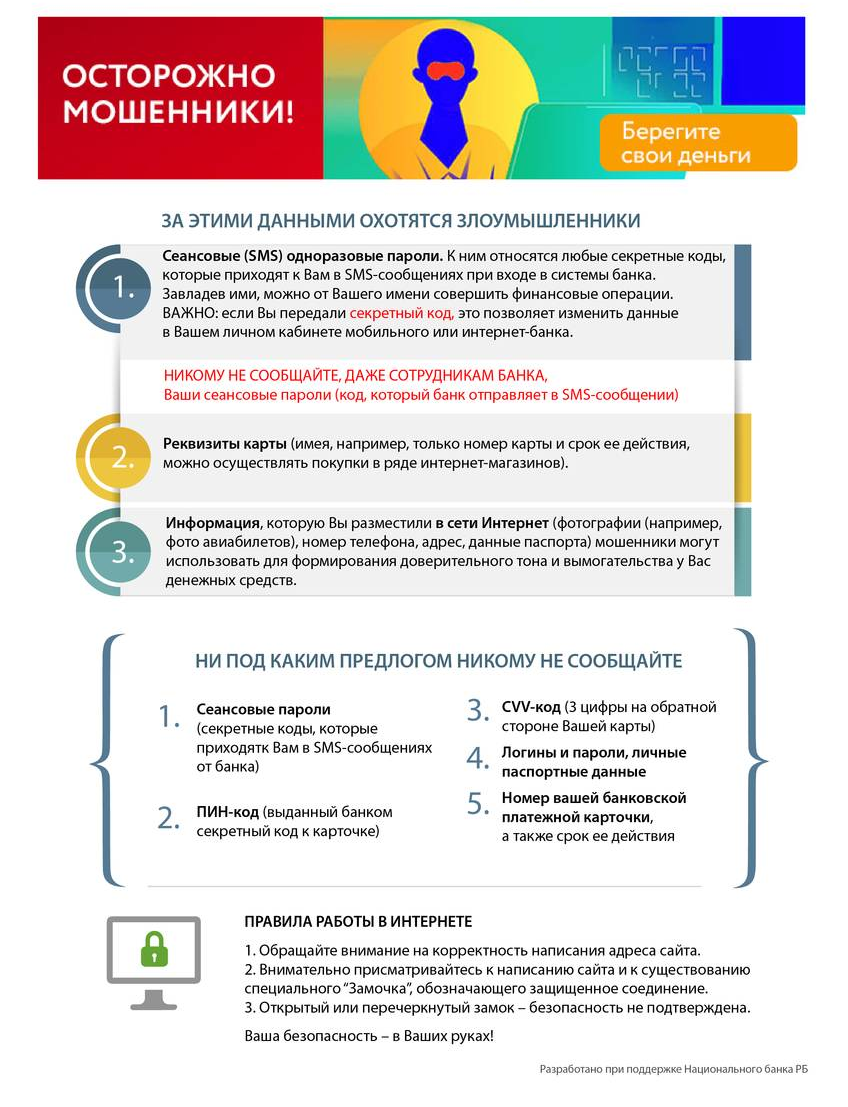 ОСТОРОЖНО
МОШЕННИКИ!
Берегите
свои деньги
ЗА ЭТИМИ ДАННЫМИ ОХОТЯТСЯ ЗЛОУМЫШЛЕННИКИ
1.
Сеансовые (SMS) одноразовые пароли. К ним относятся любые секретные коды,
которые приходят к Вам в SMS-сообщениях при входе в системы банка.
Завладев ими, можно от Вашего имени совершить финансовые операции.
ВАЖНО: если Вы передали секретный код, это позволяет изменить данные
в Вашем личном кабинете мобильного или интернет-банка.
НИКОМУ НЕ СООБЩАЙТЕ, ДАЖЕ СОТРУДНИКАМ БАНКА,
Ваши сеансовые пароли (код, который банк отправляет в SMS-сообщении)
2.
Реквизиты карты (имея, например, только номер карты и срок ее действия,
можно осуществлять покупки в ряде интернет-магазинов).
3.
Информация, которую Вы разместили в сети Интернет (фотографии (например,
фото авиабилетов), номер телефона, адрес, данные паспорта) мошенники могут
использовать для формирования доверительного тона и вымогательства у Вас
денежных средств.
НИ ПОД КАКИМ ПРЕДЛОГОМ НИКОМУ НЕ СООБЩАЙТЕ
1. Сеансовые пароли
(секретные коды, которые
приходятк Вам в SMS-сообщениях
от банка)
2. ПИН-код (выданный банком
секретный код к карточке)
3. CVV-код (3 цифры на обратной
стороне Вашей карты)
4. Логины и пароли, личные
паспортные данные
5. Номер вашей банковской
платежной карточки,
а также срок ее действия
ПРАВИЛА РАБОТЫ В ИНТЕРНЕТЕ
1. Обращайте внимание на корректность написания адреса сайта.
2. Внимательно присматривайтесь к написанию сайта и к существованию
специального “Замочка”, обозначающего защищенное соединение.
3. Открытый или перечеркнутый замок – безопасность не подтверждена.
Ваша безопасность – в Ваших руках!
Разработано при поддержке Национального банка РБ